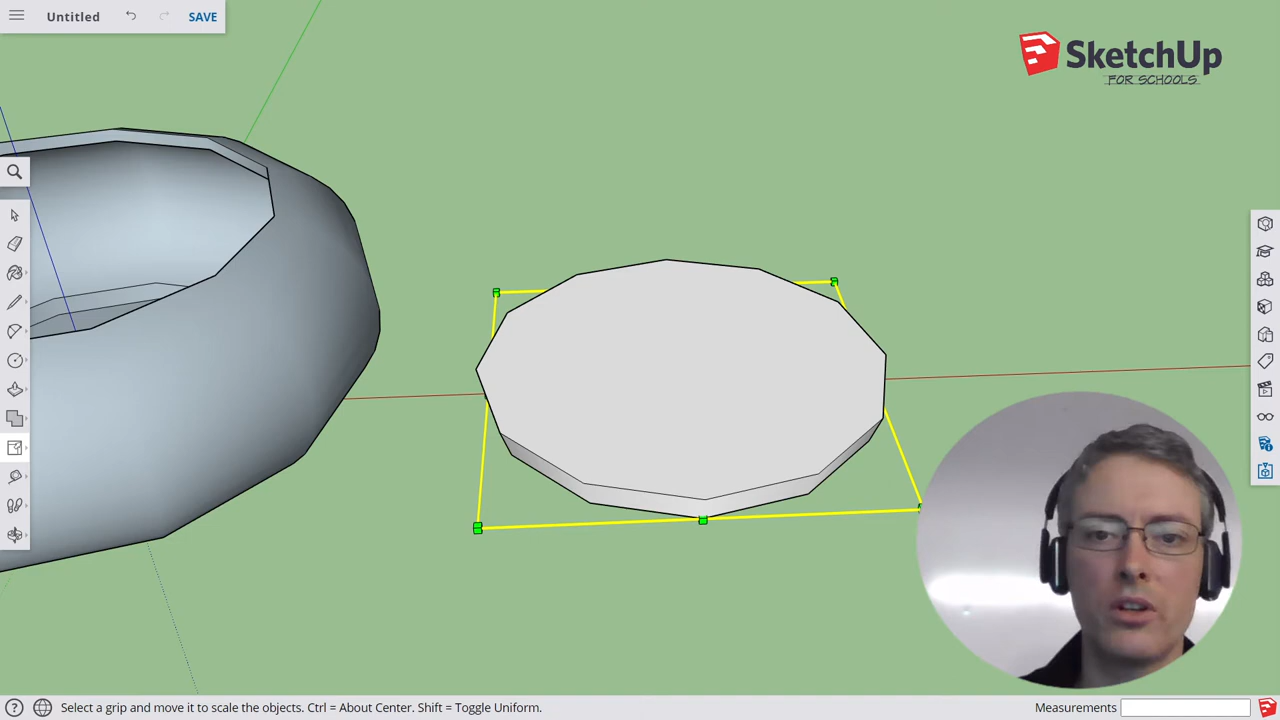 Untitled
SAVE
SketchUp
FOR SCHOOLS
Select a grip and move it to scale the objects. Ctrl = About Center. Shift = Toggle Uniform.
Measurements